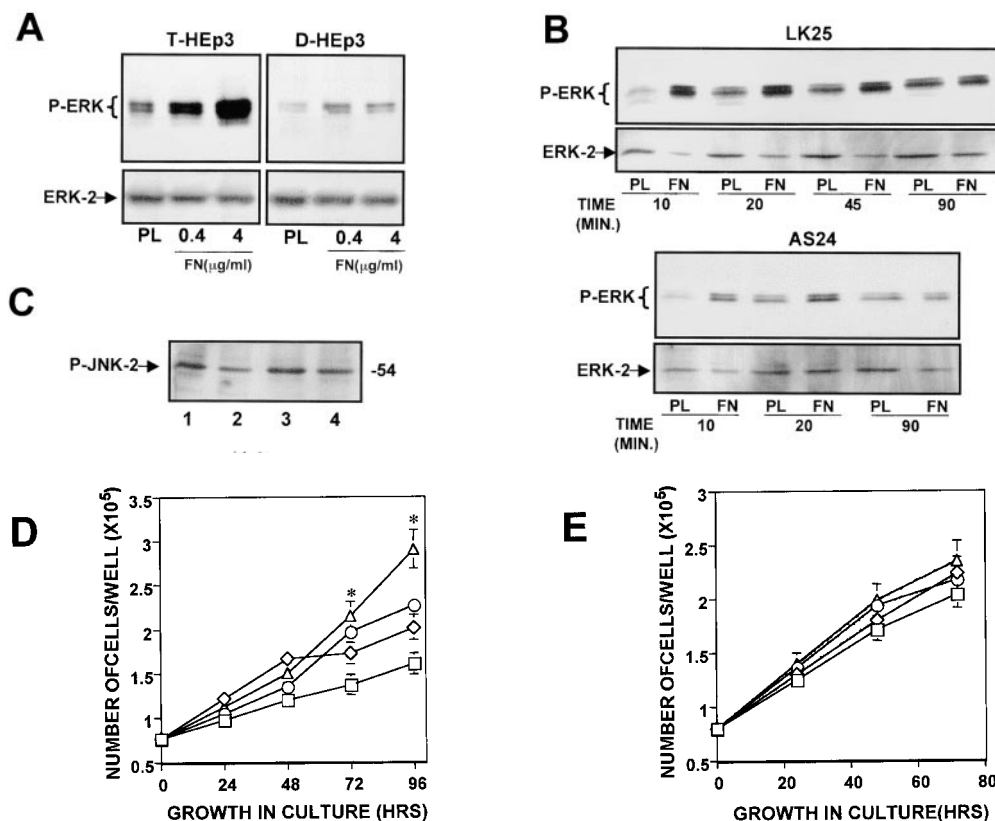 A
T-HEp3 D-HEp3
P-ERK {
ERK-2
PL 0.4 4 PL 0.4 4
FN(μg/ml) FN(μg/ml)
B
LK25
P-ERK {
ERK-2
PL FN PL FN PL FN PL FN
TIME (MIN.) 10 20 45 90
AS24
P-ERK {
ERK-2
PL FN PL FN PL FN
TIME (MIN.) 10 20 90
C
P-JNK-2 -54
1 2 3 4
D
NUMBER OFCELLS/WELL (X10⁵)
3.5
3
2.5
2
1.5
1
0.5
* *
0 24 48 72 96
GROWTH IN CULTURE (HRS)
E
NUMBER OFCELLS/WELL (X10⁵)
3
2.5
2
1.5
1
0.5
0 20 40 60 80
GROWTH IN CULTURE(HRS)